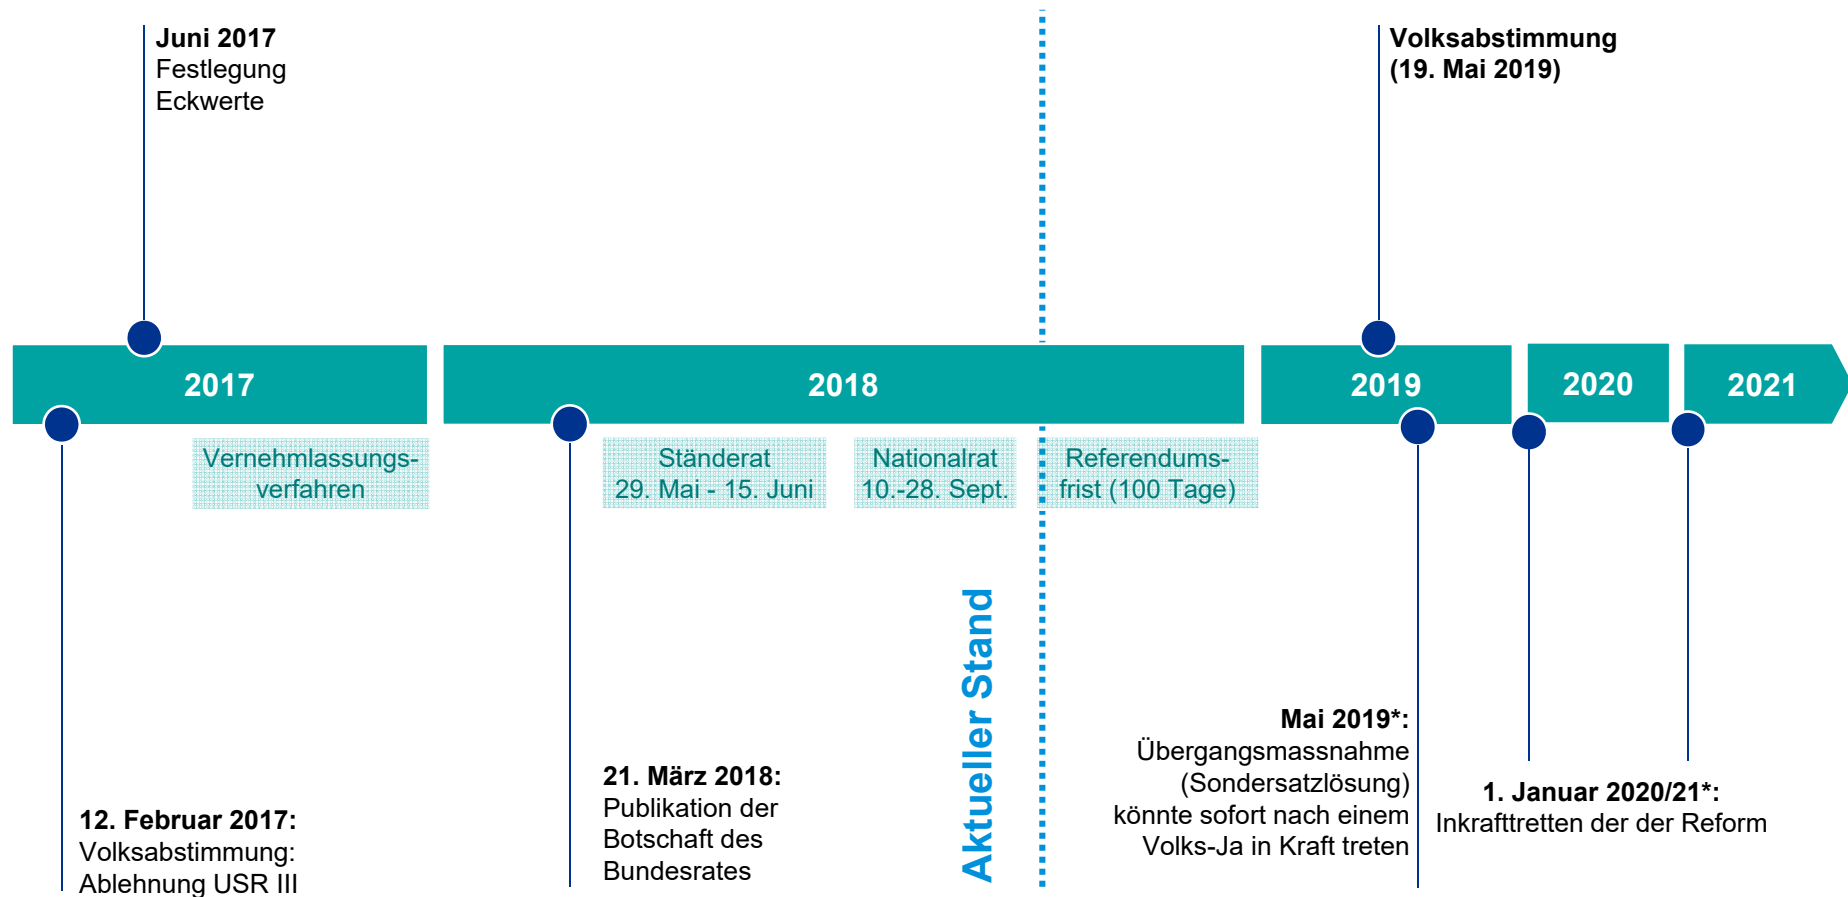 Juni 2017
Festlegung
Eckwerte
Volksabstimmung
(19. Mai 2019)
2017
2018
2019
2020
2021
Vernehmlassungs-
verfahren
Ständerat
29. Mai - 15. Juni
Nationalrat
10.-28. Sept.
Referendums-
frist (100 Tage)
Aktueller Stand
12. Februar 2017:
Volksabstimmung:
Ablehnung USR III
21. März 2018:
Publikation der
Botschaft des
Bundesrates
Mai 2019*:
Übergangsmassnahme
(Sondersatzlösung)
könnte sofort nach einem
Volks-Ja in Kraft treten
1. Januar 2020/21*:
Inkrafttretten der der Reform